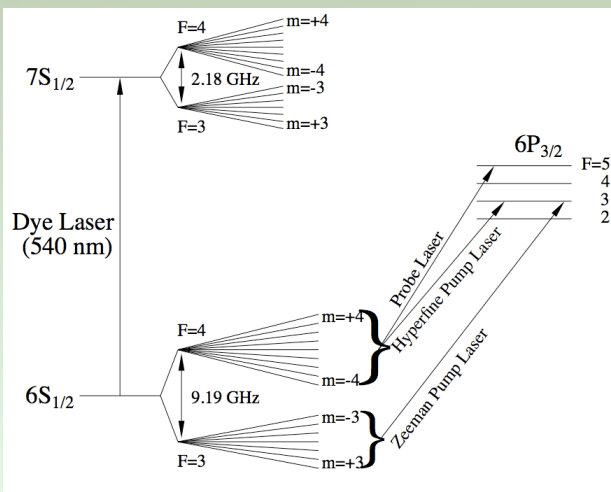 F=4
m=+4
7S1/2
2.18 GHz
m=-4
m=-3
F=3
m=+3
6P3/2
F=5
4
3
2
Dye Laser
(540 nm)
Probe Laser
Hyperfine Pump Laser
Zeeman Pump Laser
F=4
m=+4
m=-4
6S1/2
9.19 GHz
m=-3
F=3
m=+3